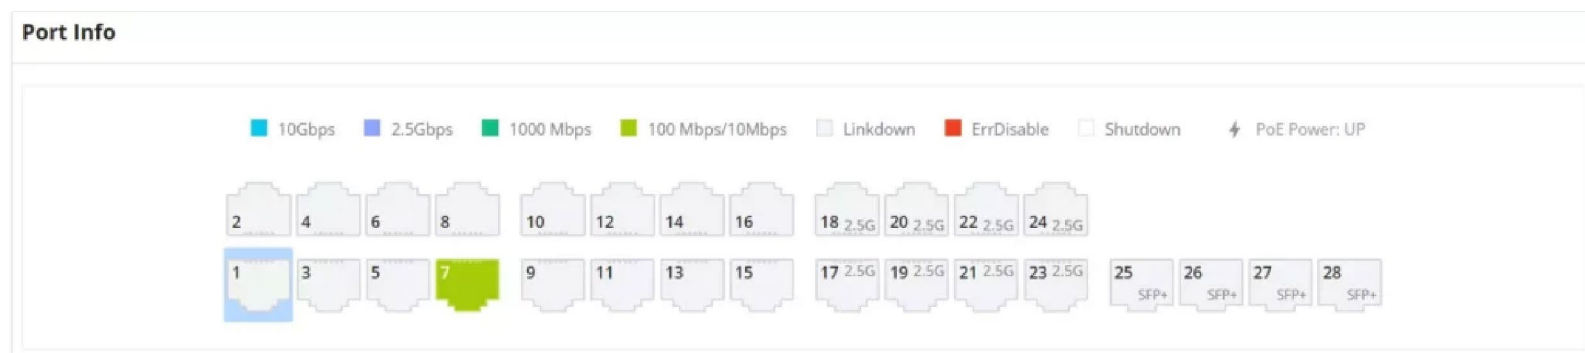 Port Info
10Gbps 2.5Gbps 1000 Mbps 100 Mbps/10Mbps Linkdown ErrDisable Shutdown PoE Power: UP
2 4 6 8 10 12 14 16 18 2.5G 20 2.5G 22 2.5G 24 2.5G
1 3 5 7 9 11 13 15 17 2.5G 19 2.5G 21 2.5G 23 2.5G 25 26 27 28
SFP+ SFP+ SFP+ SFP+